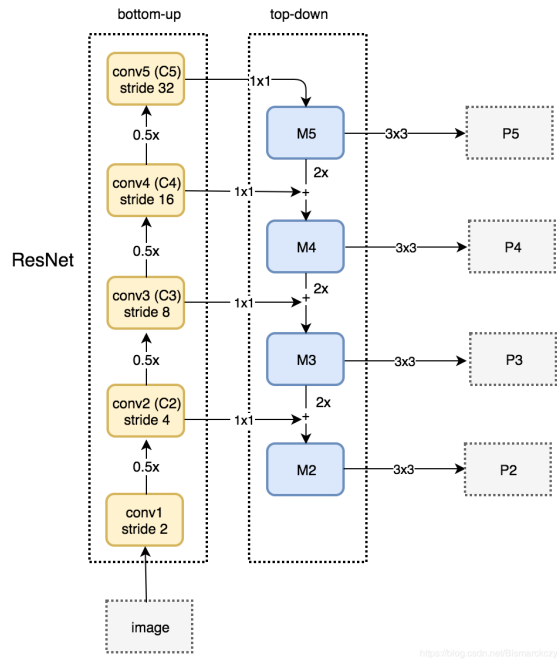 bottom-up
top-down
conv5 (C5)
stride 32
1x1
M5
3x3
P5
0.5x
2x
conv4 (C4)
stride 16
1x1
+
M4
3x3
P4
ResNet
0.5x
2x
conv3 (C3)
stride 8
1x1
+
M3
3x3
P3
0.5x
2x
conv2 (C2)
stride 4
1x1
+
M2
3x3
P2
0.5x
conv1
stride 2
image